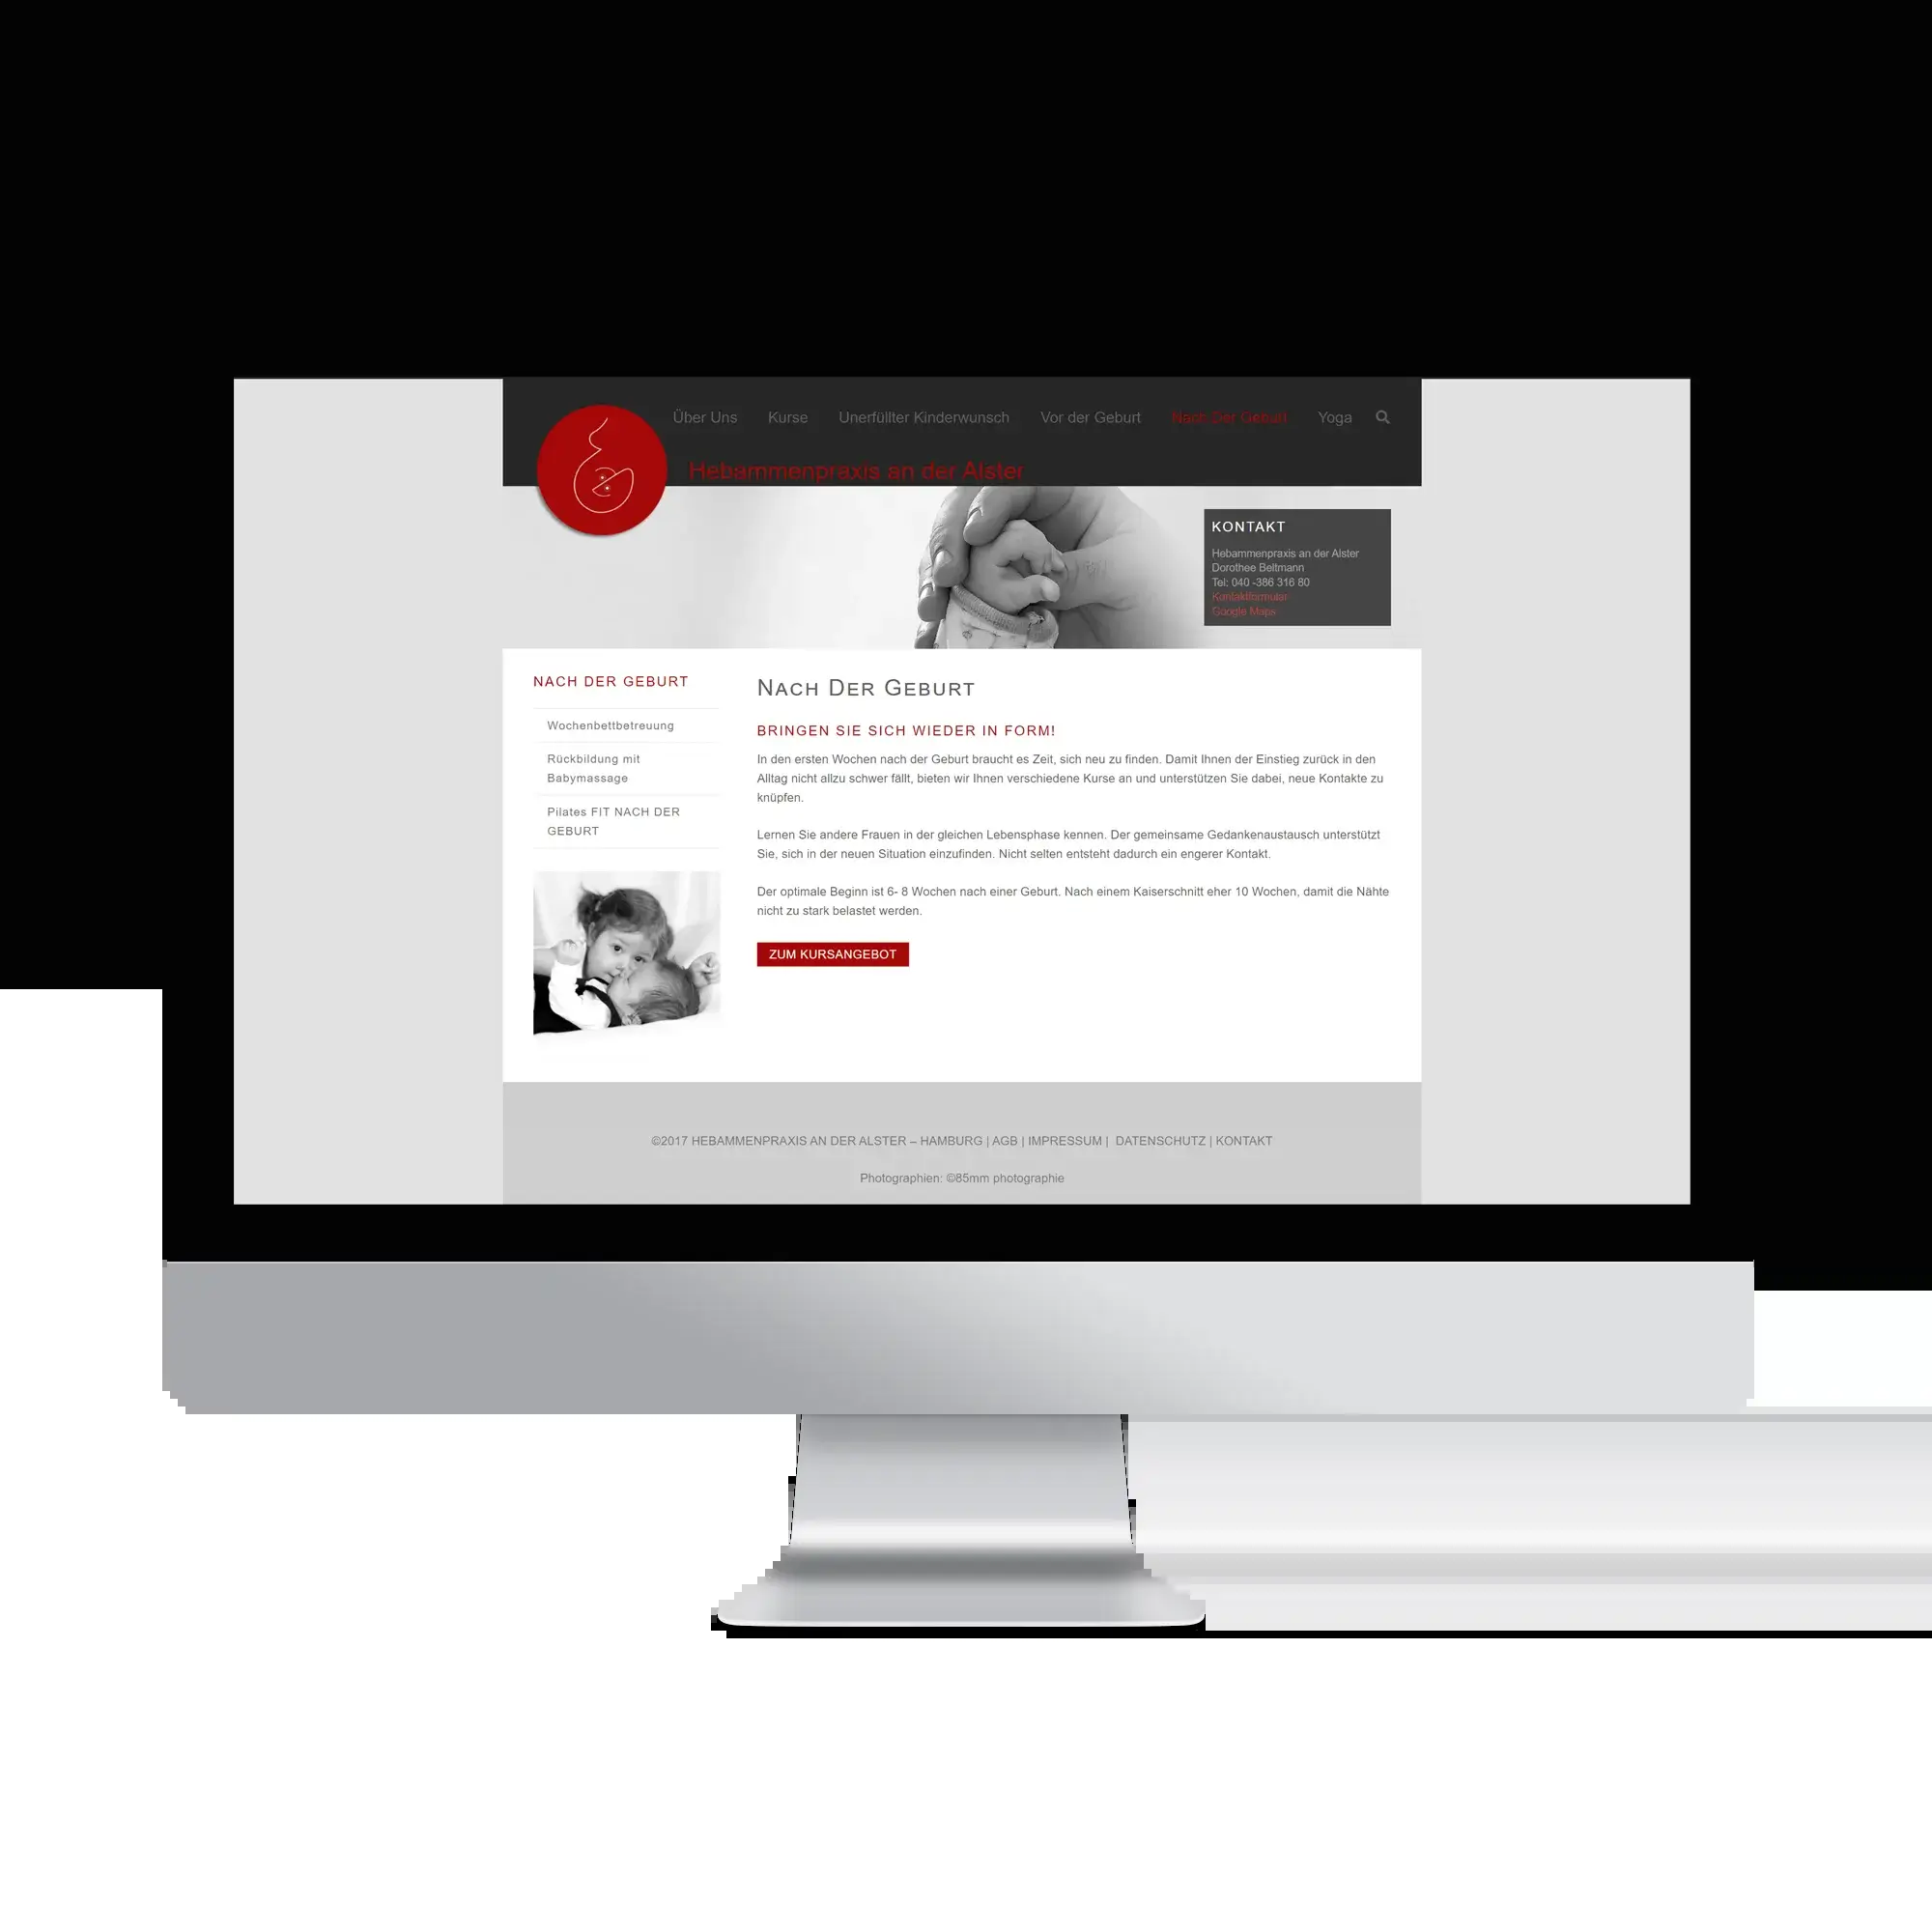 Über Uns Kurse Unerfüllter Kinderwunsch Vor der Geburt Nach Der Geburt Yoga
Hebammenpraxis an der Alster
KONTAKT
Hebammenpraxis an der Alster
Dorothee Beltmann
Tel: 040 -386 316 80
Kontaktformular
Google Maps
NACH DER GEBURT
Wochenbettbetreuung
Rückbildung mit
Babymassage
Pilates FIT NACH DER
GEBURT
NACH DER GEBURT
BRINGEN SIE SICH WIEDER IN FORM!
In den ersten Wochen nach der Geburt braucht es Zeit, sich neu zu finden. Damit Ihnen der Einstieg zurück in den
Alltag nicht allzu schwer fällt, bieten wir Ihnen verschiedene Kurse an und unterstützen Sie dabei, neue Kontakte zu
knüpfen.
Lernen Sie andere Frauen in der gleichen Lebensphase kennen. Der gemeinsame Gedankenaustausch unterstützt
Sie, sich in der neuen Situation einzufinden. Nicht selten entsteht dadurch ein engerer Kontakt.
Der optimale Beginn ist 6- 8 Wochen nach einer Geburt. Nach einem Kaiserschnitt eher 10 Wochen, damit die Nähte
nicht zu stark belastet werden.
ZUM KURSANGEBOT
©2017 HEBAMMENPRAXIS AN DER ALSTER – HAMBURG | AGB | IMPRESSUM | DATENSCHUTZ | KONTAKT
Photographien: ©85mm photographie